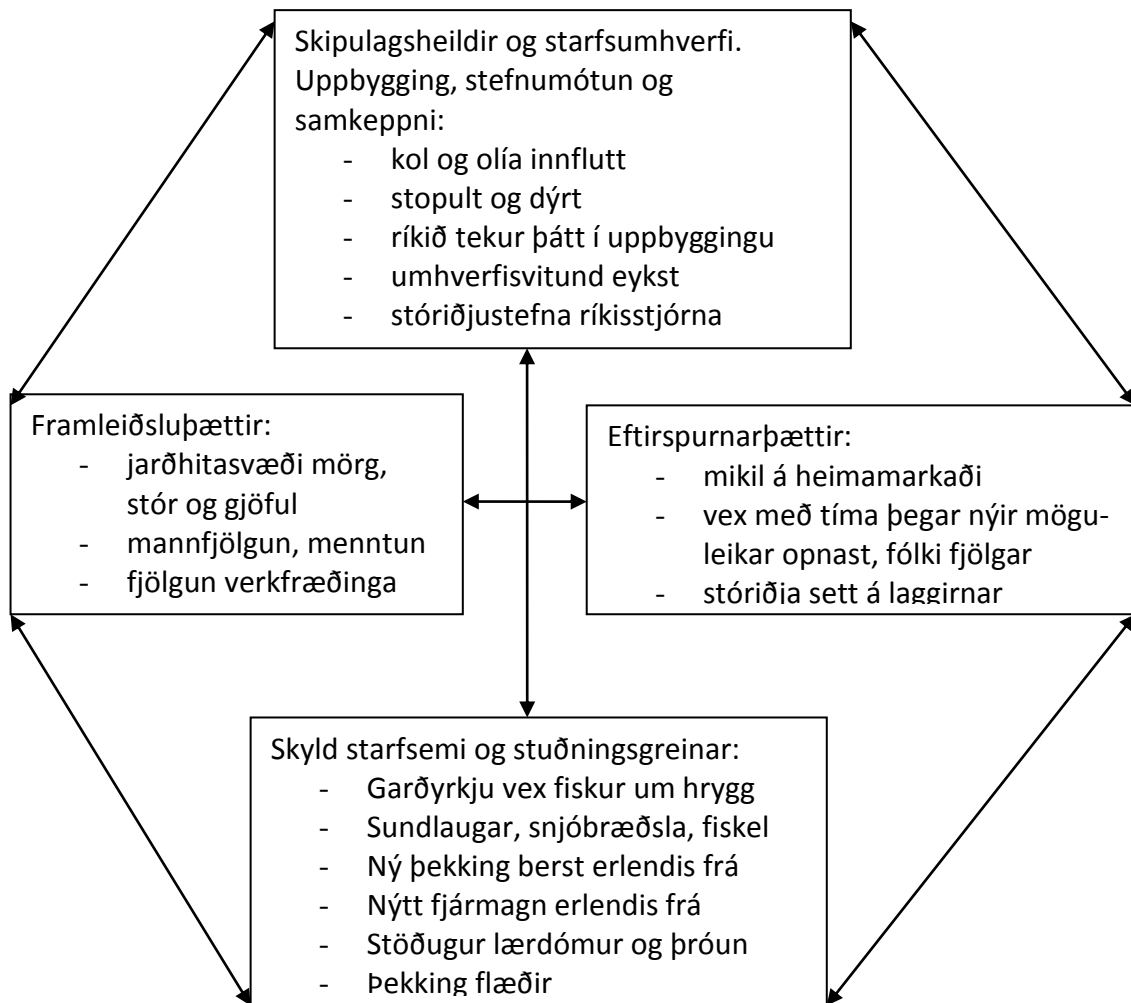 Skipulagsheildir og starfsumhverfi.
Uppbygging, stefnumótun og
samkeppni:
- kol og olía innflutt
- stopult og dýrt
- ríkið tekur þátt í uppbyggingu
- umhverfisvitund eykst
- stóriðjustefna ríkisstjórna
Framleiðsluþættir:
- jarðhitasvæði mörg,
stór og gjöful
- mannfjölgun, menntun
- fjölgun verkfræðinga
Eftirspurnarþættir:
- mikil á heimamarkaði
- vex með tíma þegar nýir mögu-
leikar opnast, fólki fjölgar
- stóriðja sett á laggirnar
Skyld starfsemi og stuðningsgreinar:
- Garðyrkju vex fiskur um hrygg
- Sundlaugar, snjóbræðsla, fiskel
- Ný þekking berst erlendis frá
- Nýtt fjármagn erlendis frá
- Stöðugur lærdómur og þróun
- Þekking flæðir